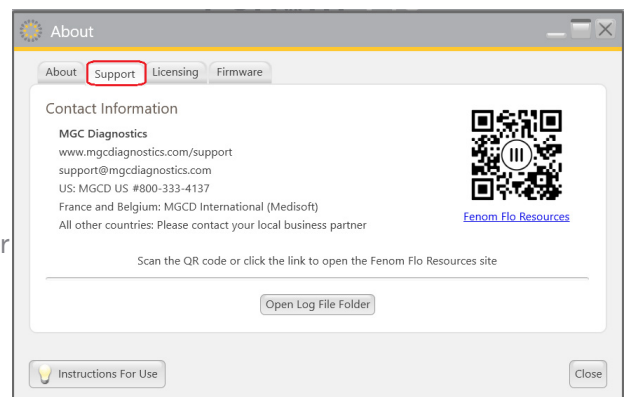 About
About Support Licensing Firmware
Contact Information
MGC Diagnostics
www.mgcdiagnostics.com/support
support@mgcdiagnostics.com
US: MGCD US #800-333-4137
France and Belgium: MGCD International (Medisoft)
All other countries: Please contact your local business partner
Fenom Flo Resources
Scan the QR code or click the link to open the Fenom Flo Resources site
Open Log File Folder
Instructions For Use
Close